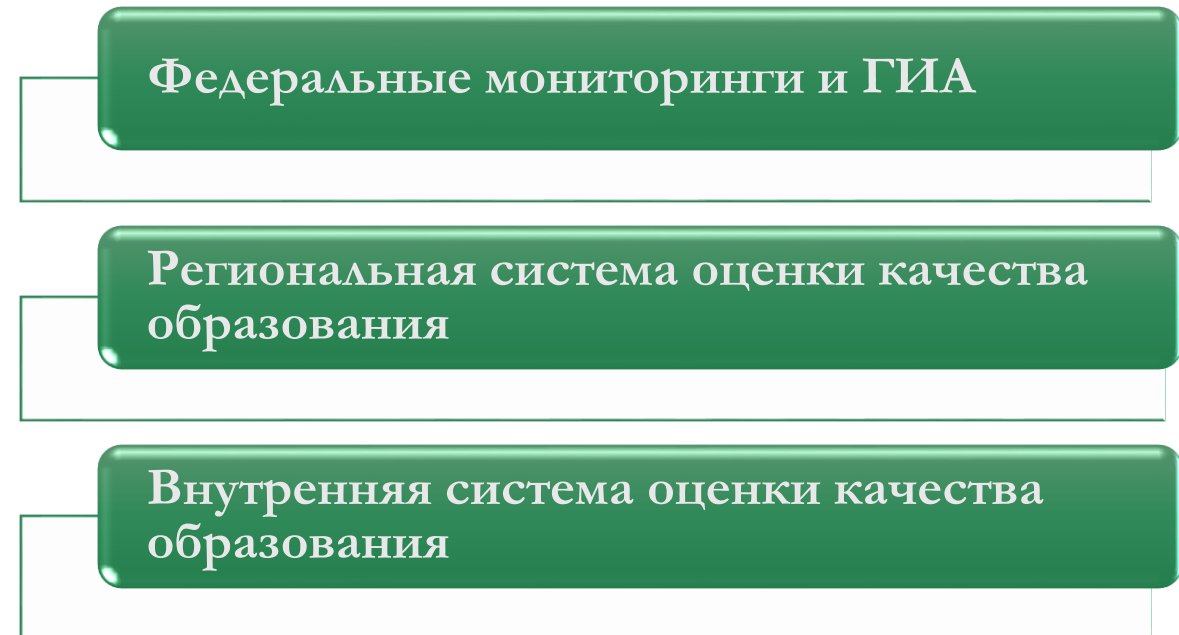 Федеральные мониторинги и ГИА
Региональная система оценки качества
образования
Внутренняя система оценки качества
образования